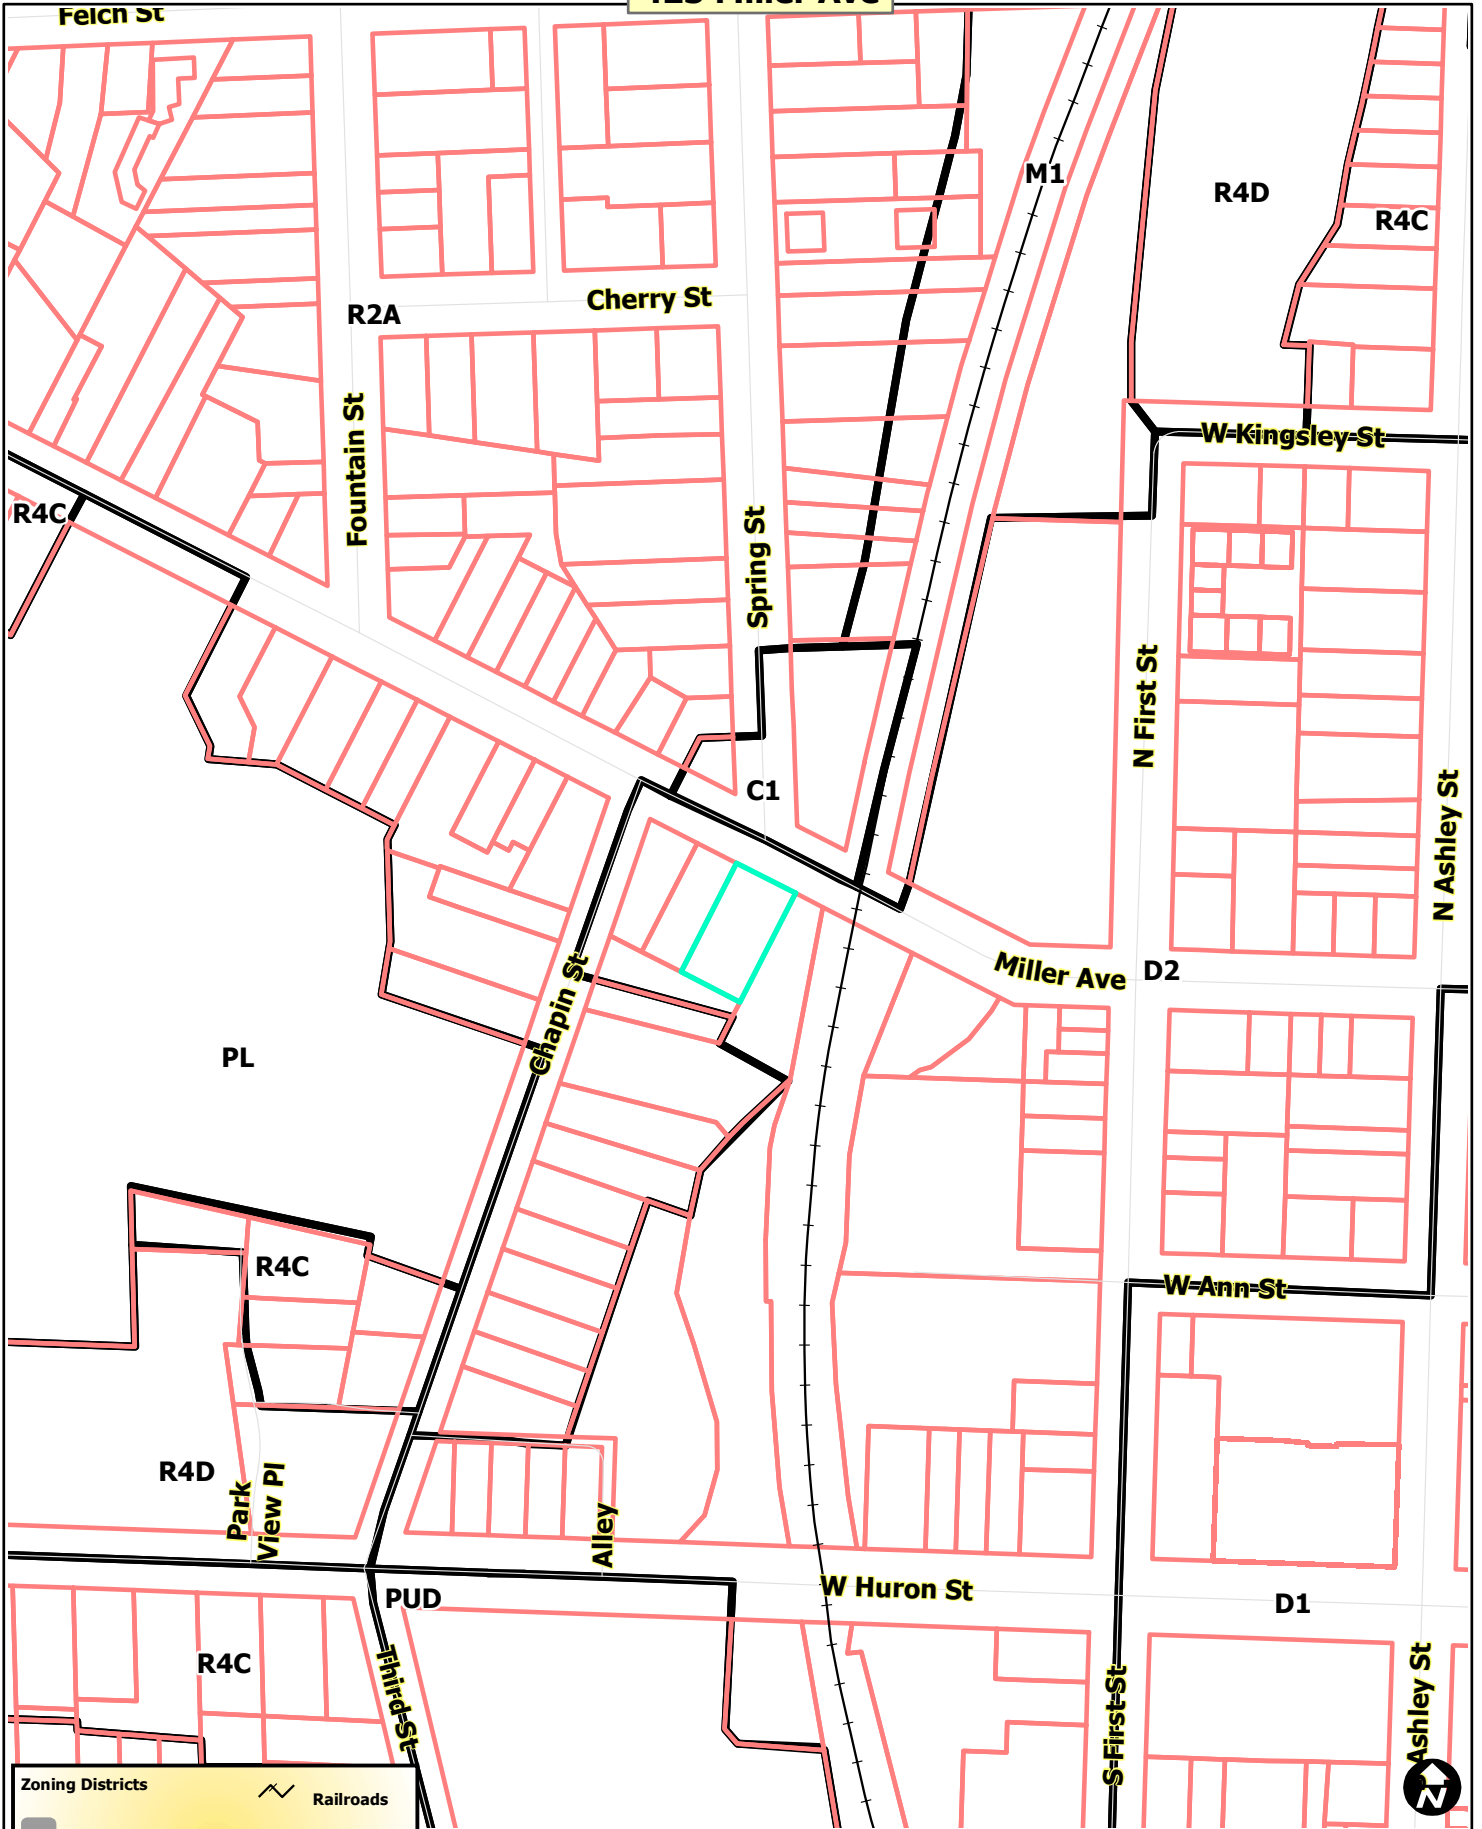 Felch St
M1
R4D
R4C
Cherry St
R2A
W Kingsley St
Fountain St
R4C
Spring St
N First St
C1
N Ashley St
Miller Ave
D2
Chapin St
PL
R4C
W Ann St
R4D
Park
View Pl
Alley
W Huron St
PUD
D1
R4C
Third St
S First St
Ashley St
Zoning Districts
Railroads
N